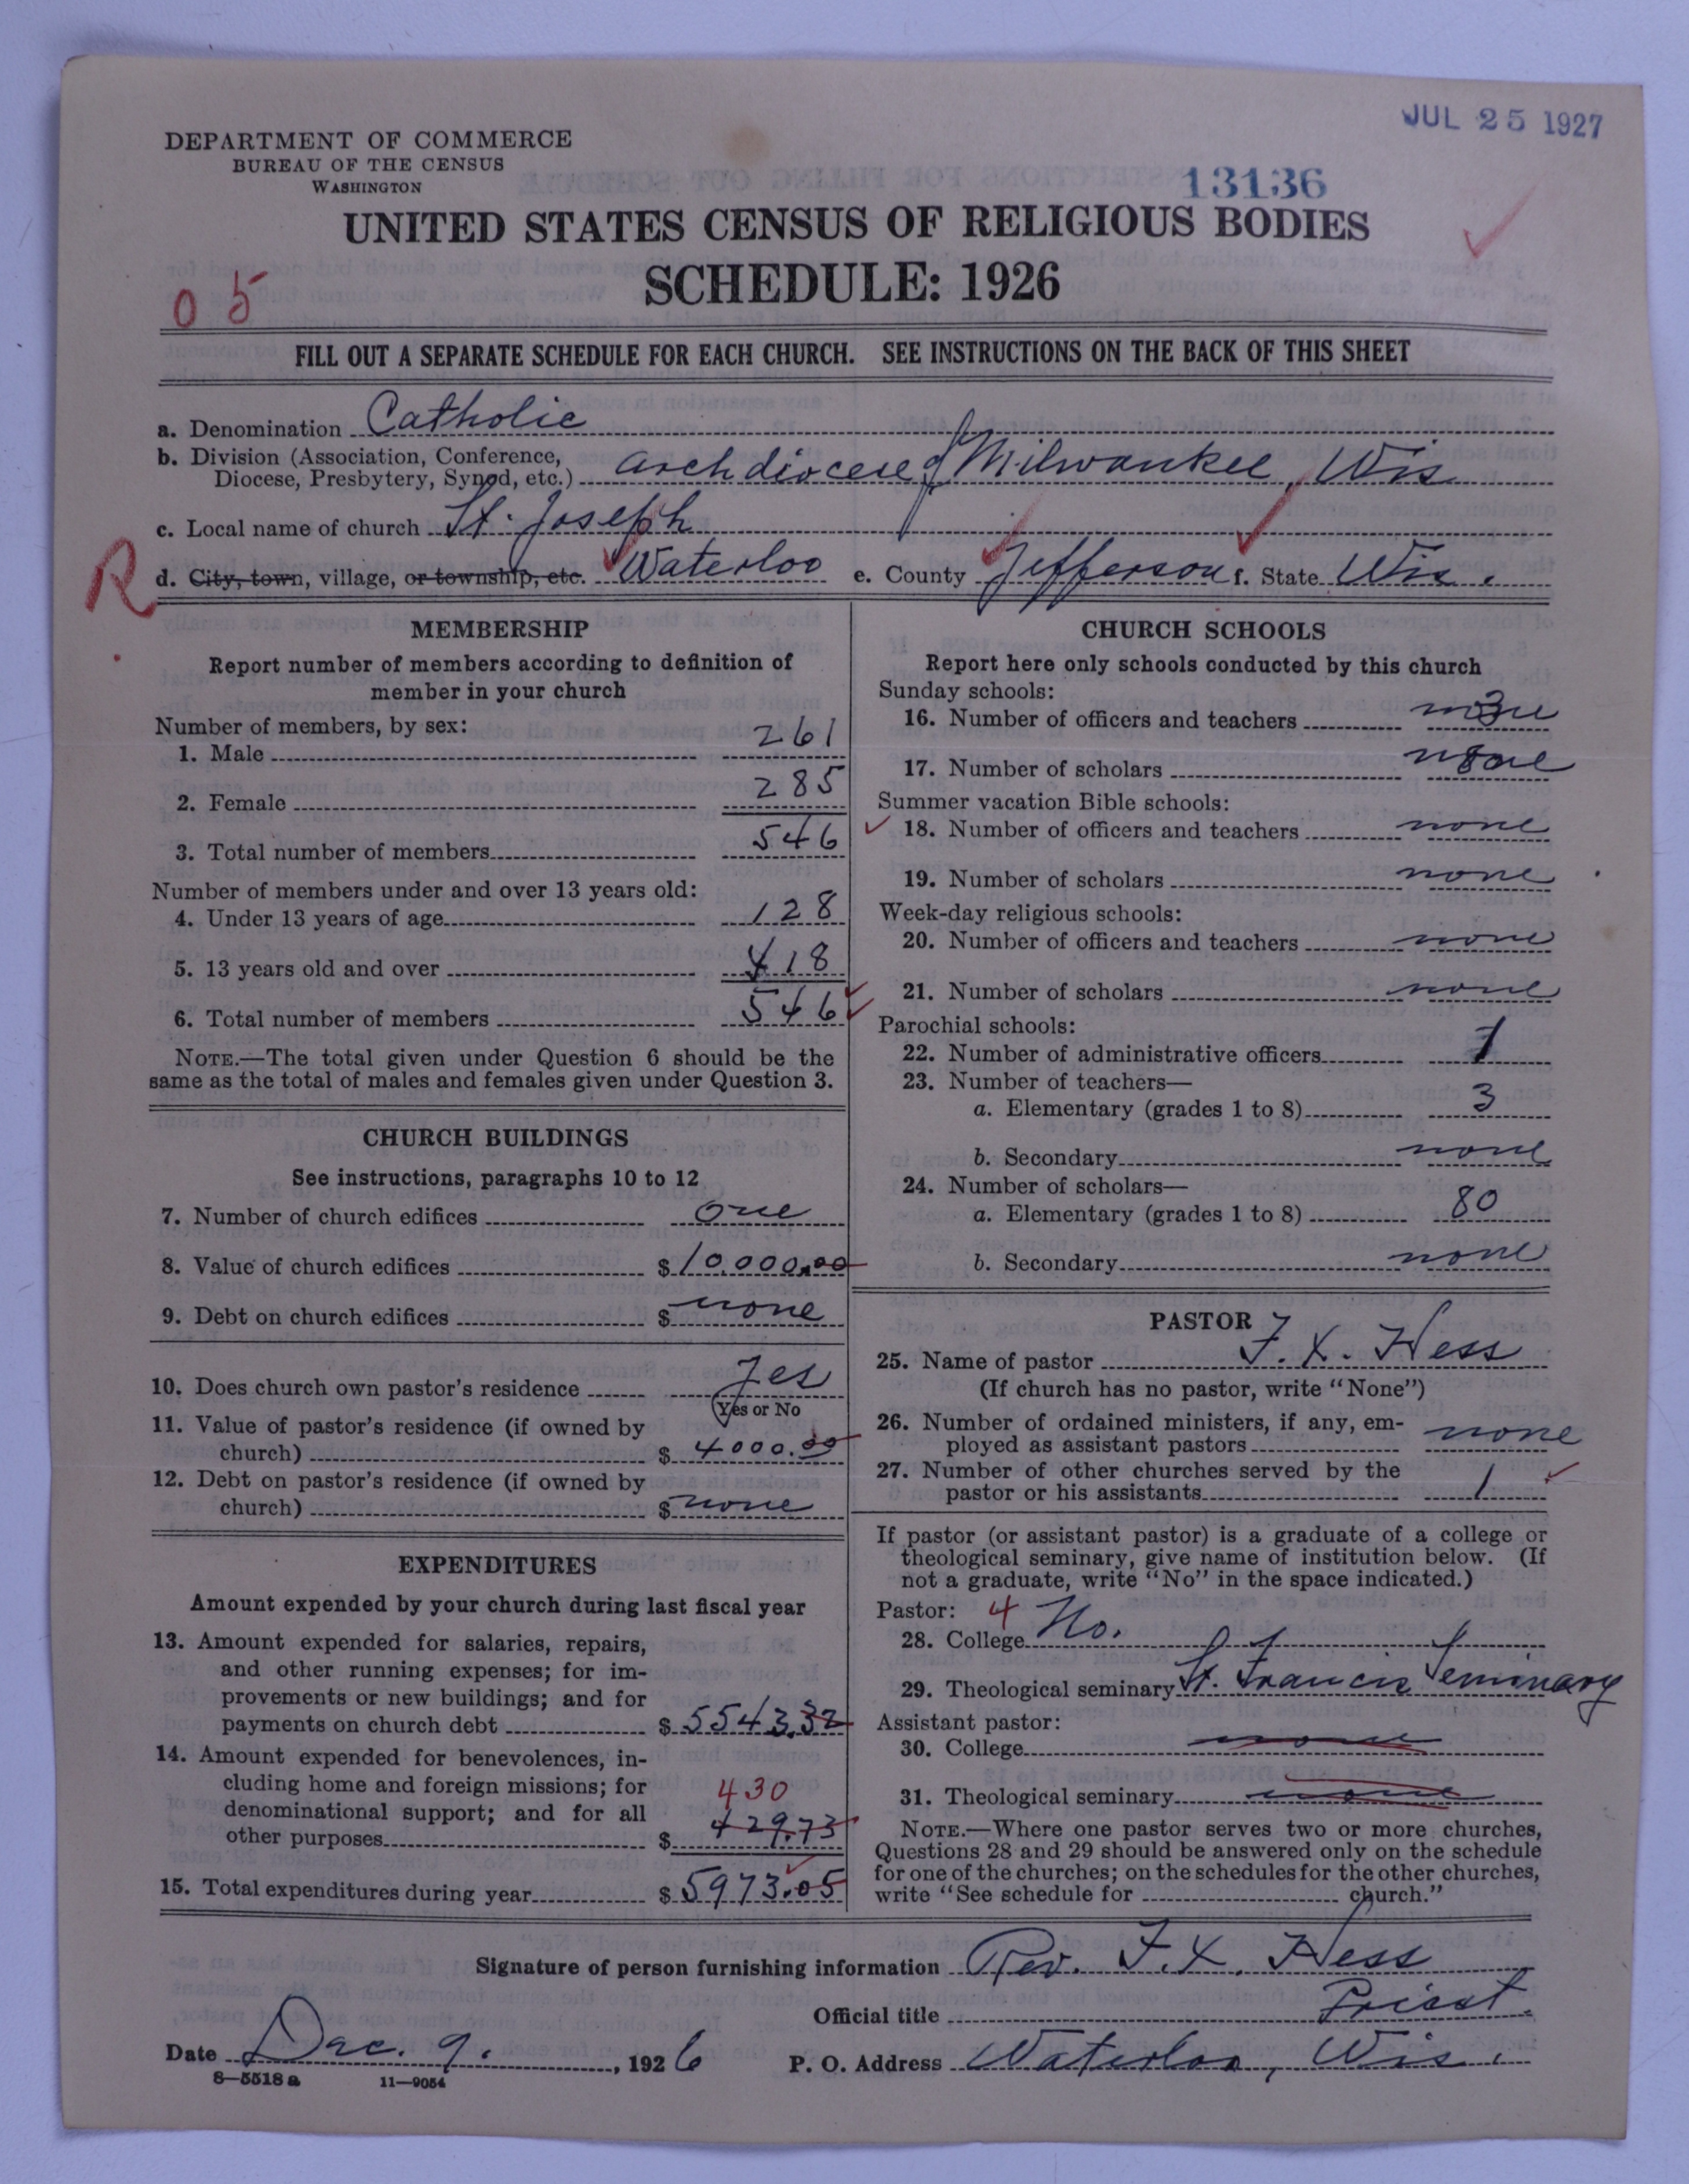 JUL 25 1927
DEPARTMENT OF COMMERCE
BUREAU OF THE CENSUS
WASHINGTON
13136
UNITED STATES CENSUS OF RELIGIOUS BODIES
SCHEDULE: 1926
05
FILL OUT A SEPARATE SCHEDULE FOR EACH CHURCH. SEE INSTRUCTIONS ON THE BACK OF THIS SHEET
a. Denomination Catholic
b. Division (Association, Conference,
Diocese, Presbytery, Synod, etc.) Archdiocese of Milwaukee, Wis.
c. Local name of church St. Joseph
R
d. City, town, village, or township, etc. Waterloo e. County Jefferson f. State Wis.
MEMBERSHIP
Report number of members according to definition of
member in your church
Number of members, by sex:
1. Male 261
2. Female 285
3. Total number of members 546
Number of members under and over 13 years old:
4. Under 13 years of age 128
5. 13 years old and over 418
6. Total number of members 546
NOTE.—The total given under Question 6 should be the
same as the total of males and females given under Question 3.
CHURCH BUILDINGS
See instructions, paragraphs 10 to 12
7. Number of church edifices one
8. Value of church edifices $10,000.00
9. Debt on church edifices $ none
10. Does church own pastor's residence Yes
(Yes or No
11. Value of pastor's residence (if owned by
church) $ 4000.00
12. Debt on pastor's residence (if owned by
church) $ none
EXPENDITURES
Amount expended by your church during last fiscal year
13. Amount expended for salaries, repairs,
and other running expenses; for im-
provements or new buildings; and for
payments on church debt $ 5543.32
14. Amount expended for benevolences, in-
cluding home and foreign missions; for
430
denominational support; and for all
other purposes $ 429.73
15. Total expenditures during year $ 5973.05
CHURCH SCHOOLS
Report here only schools conducted by this church
Sunday schools:
16. Number of officers and teachers none 3
17. Number of scholars none
Summer vacation Bible schools:
18. Number of officers and teachers none
19. Number of scholars none
Week-day religious schools:
20. Number of officers and teachers none
21. Number of scholars none
Parochial schools:
22. Number of administrative officers 1
23. Number of teachers—
a. Elementary (grades 1 to 8) 3
b. Secondary none
24. Number of scholars—
a. Elementary (grades 1 to 8) 80
b. Secondary none
PASTOR
25. Name of pastor F. X. Hess
(If church has no pastor, write "None")
26. Number of ordained ministers, if any, em-
ployed as assistant pastors none
27. Number of other churches served by the
pastor or his assistants 1
If pastor (or assistant pastor) is a graduate of a college or
theological seminary, give name of institution below. (If
not a graduate, write "No" in the space indicated.)
Pastor: 4
28. College No.
29. Theological seminary St. Francis Seminary
Assistant pastor:
30. College none
31. Theological seminary none
NOTE.—Where one pastor serves two or more churches,
Questions 28 and 29 should be answered only on the schedule
for one of the churches; on the schedules for the other churches,
write "See schedule for church."
Signature of person furnishing information Rev. F. X. Hess
Official title Priest.
Date Dec. 9. , 1926 P. O. Address Waterloo, Wis.
8—5518 a 11—9054